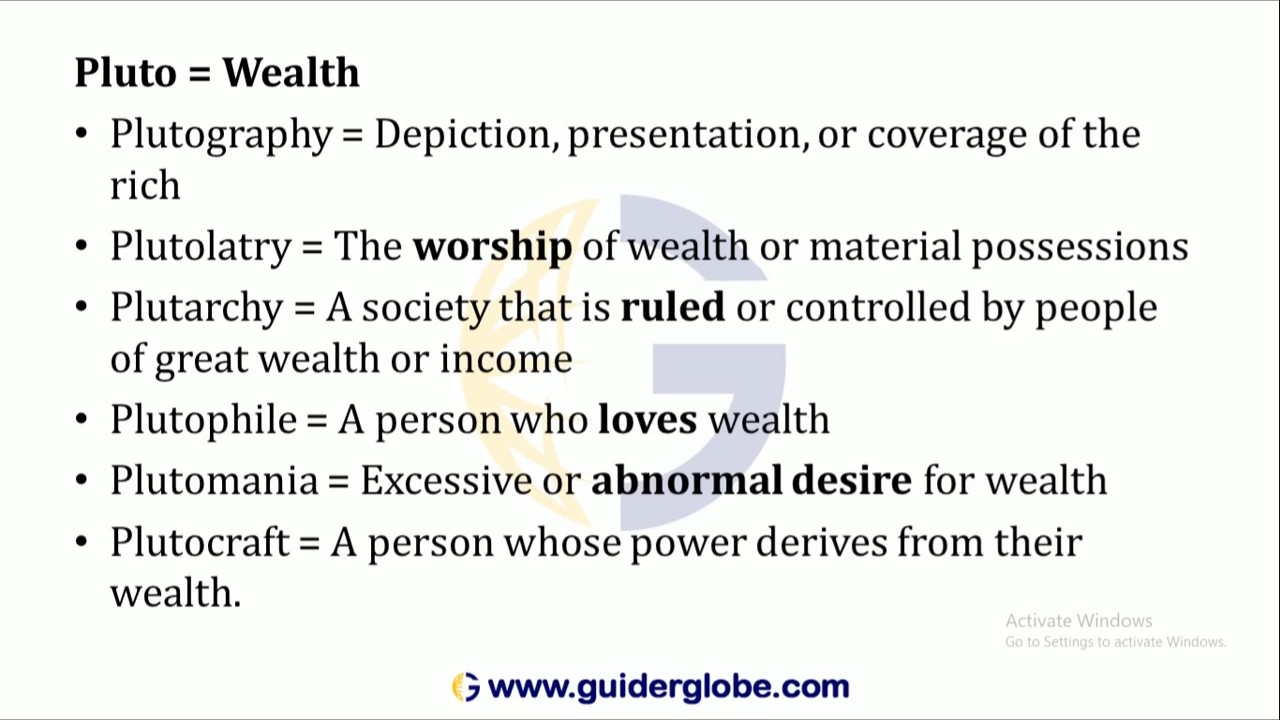 Pluto = Wealth
• Plutography = Depiction, presentation, or coverage of the
rich
• Plutolatry = The worship of wealth or material possessions
• Plutarchy = A society that is ruled or controlled by people
of great wealth or income
• Plutophile = A person who loves wealth
• Plutomania = Excessive or abnormal desire for wealth
• Plutocraft = A person whose power derives from their
wealth.
Activate Windows
Go to Settings to activate Windows.
www.guiderglobe.com